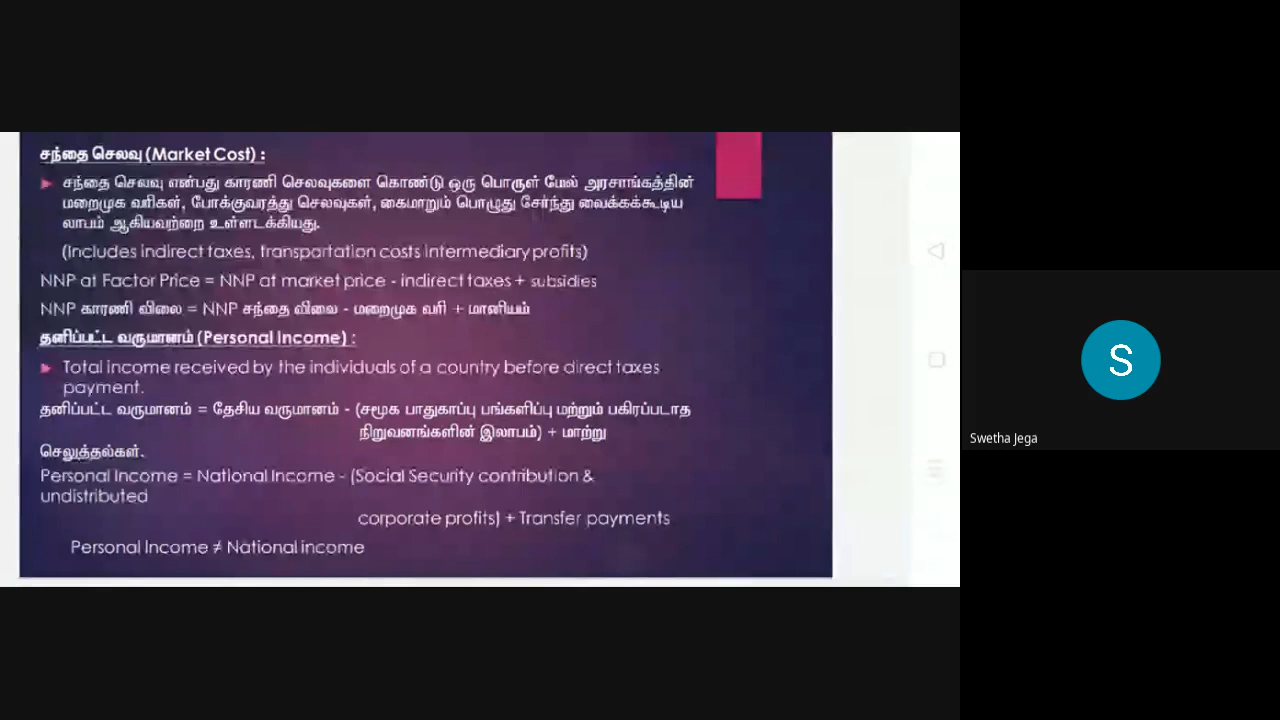 சந்தை செலவு (Market Cost) :
சந்தை செலவு என்பது காரணி செலவுகளை கொண்டு ஒரு பொருள் மேல் அரசாங்கத்தின்
மறைமுக வரிகள், போக்குவரத்து செலவுகள், கைமாறும் பொழுது சேர்ந்து வைக்கக்கூடிய
லாபம் ஆகியவற்றை உள்ளடக்கியது.
(Includes indirect taxes, transportation costs intermediary profits)
NNP at Factor Price = NNP at market price - indirect taxes + subsidies
NNP காரணி விலை = NNP சந்தை விலை - மறைமுக வரி + மானியம்
தனிப்பட்ட வருமானம் (Personal Income) :
Total income received by the individuals of a country before direct taxes
payment.
தனிப்பட்ட வருமானம் = தேசிய வருமானம் - (சமூக பாதுகாப்பு பங்களிப்பு மற்றும் பகிரப்படாத
நிறுவனங்களின் இலாபம்) + மாற்று
செலுத்தல்கள்.
Personal Income = National Income - (Social Security contribution &
undistributed
corporate profits) + Transfer payments
Personal Income ≠ National income
S
Swetha Jega